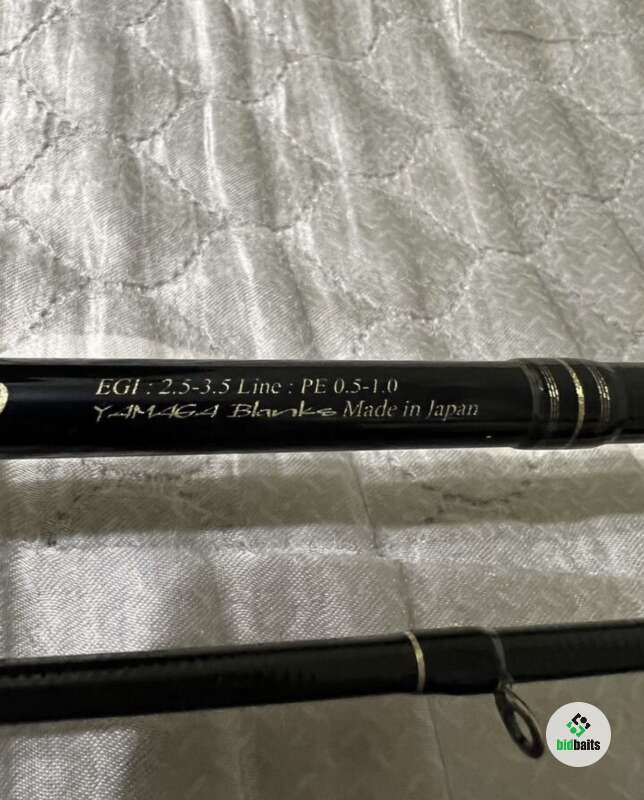 EGI : 2.5-3.5 Line : PE 0.5-1.0
YAMAGA Blanks Made in Japan
bidbaits